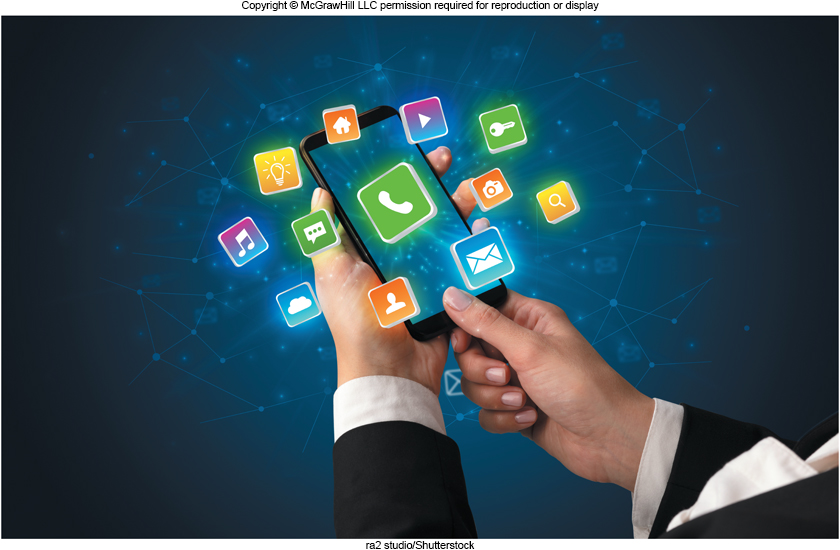 Copyright © McGrawHill LLC permission required for reproduction or display
ra2 studio/Shutterstock